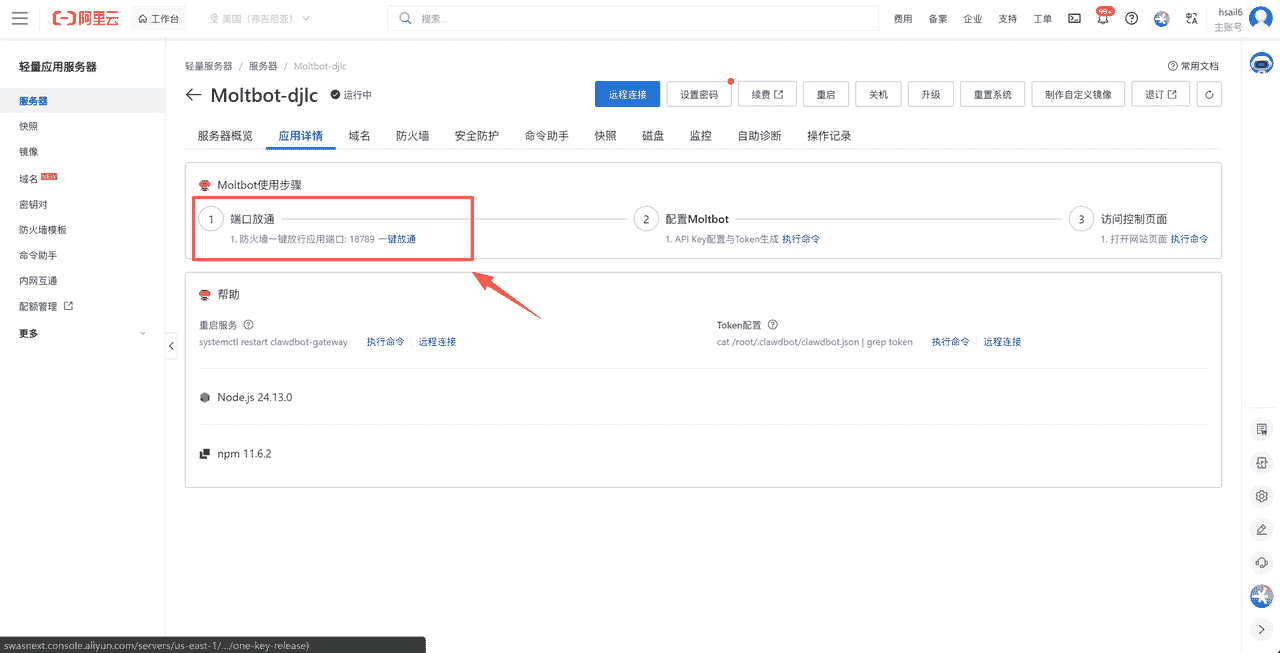 阿里云 工作台 英国（弗吉尼亚） 搜索... 费用 备案 企业 支持 工单 99+ hsail6
主账号
轻量应用服务器
服务器
快照
镜像
域名 NEW
密钥对
防火墙模板
命令助手
内网互通
配额管理
更多
轻量服务器 / 服务器 / Moltbot-djlc 常用文档
Moltbot-djlc 运行中 远程连接 设置密码 续费 重启 关机 升级 重置系统 制作自定义镜像 退订
服务器概览 应用详情 域名 防火墙 安全防护 命令助手 快照 磁盘 监控 自助诊断 操作记录
Moltbot使用步骤
1 端口放通
1. 防火墙一键放行应用端口: 18789 一键放通
2 配置Moltbot
1. API Key配置与Token生成 执行命令
3 访问控制页面
1. 打开网站页面 执行命令
帮助
重启服务
systemctl restart clawdbot-gateway 执行命令 远程连接
Token配置
cat /root/.clawdbot/clawdbot.json | grep token 执行命令 远程连接
Node.js 24.13.0
npm 11.6.2
swasnext.console.aliyun.com/servers/us-east-1/.../one-key-release)